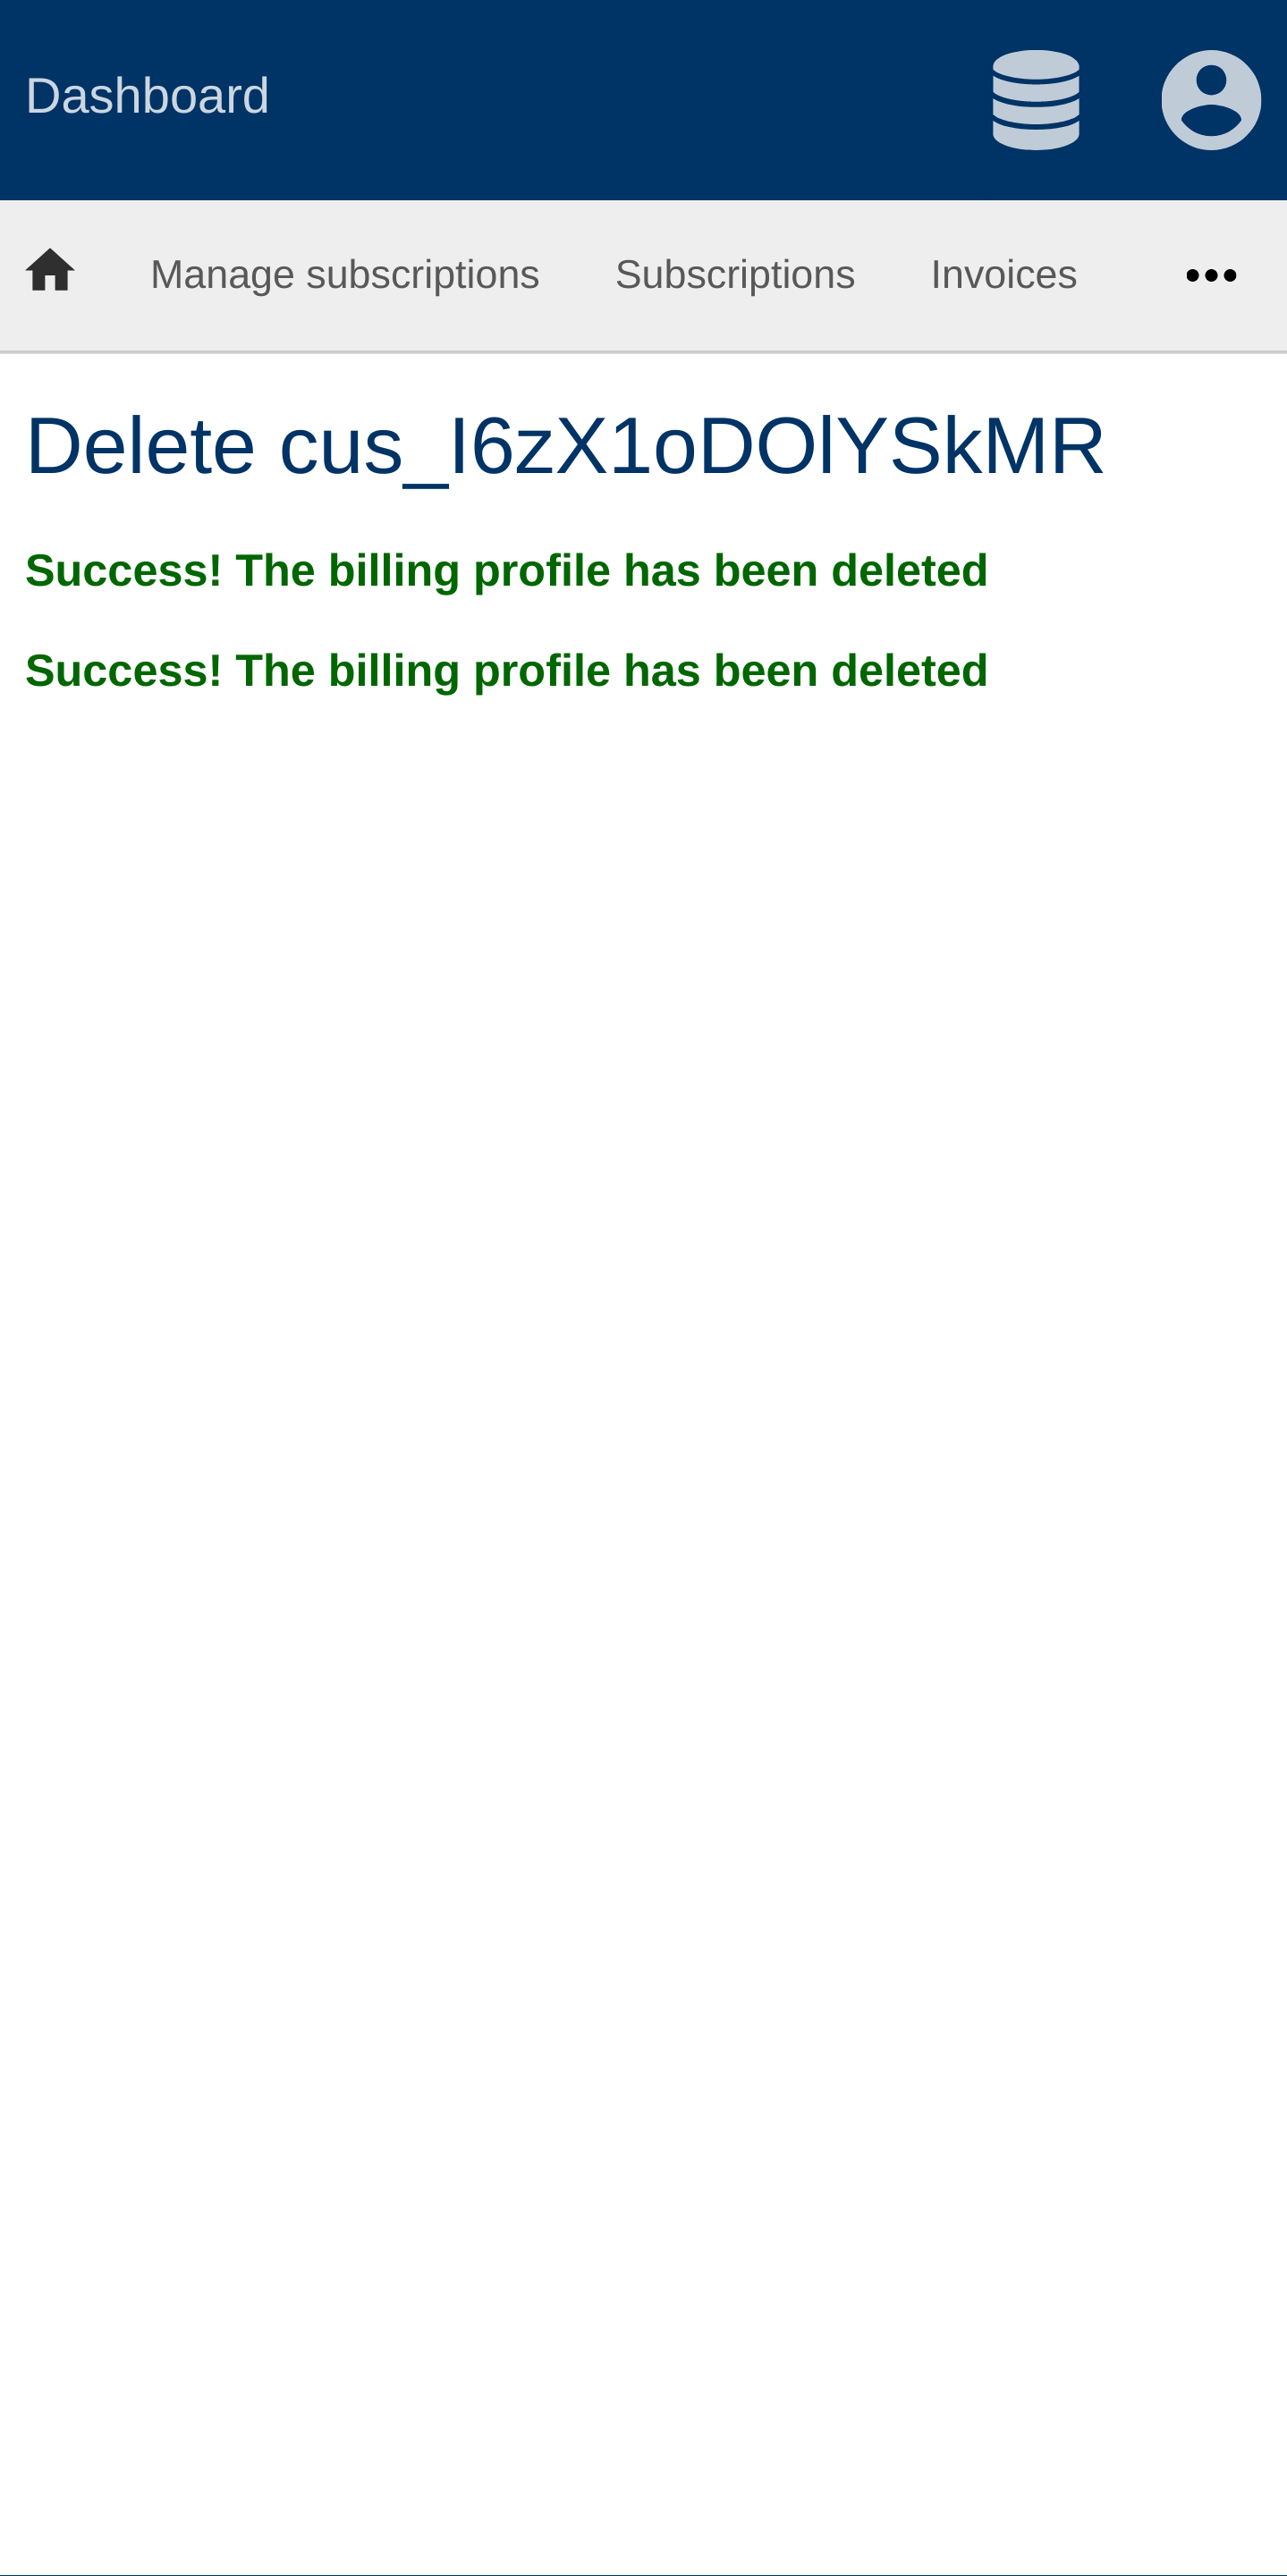 Dashboard
Manage subscriptions Subscriptions Invoices
Delete cus_I6zX1oDOlYSkMR
Success! The billing profile has been deleted
Success! The billing profile has been deleted